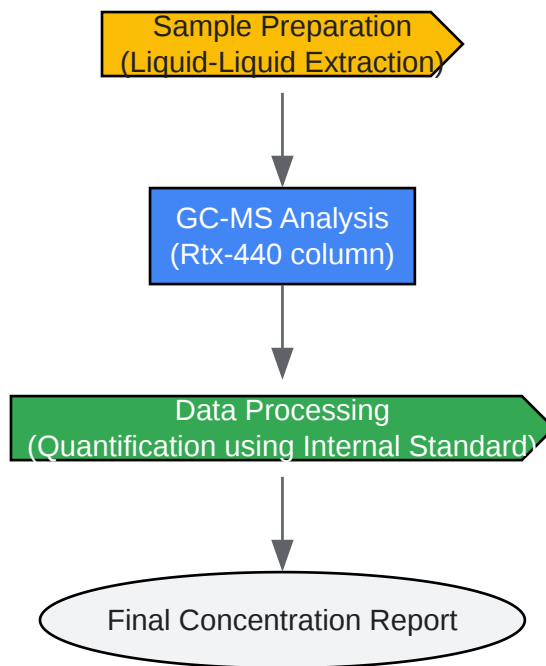 Sample Preparation
(Liquid-Liquid Extraction)
GC-MS Analysis
(Rtx-440 column)
Data Processing
(Quantification using Internal Standard)
Final Concentration Report